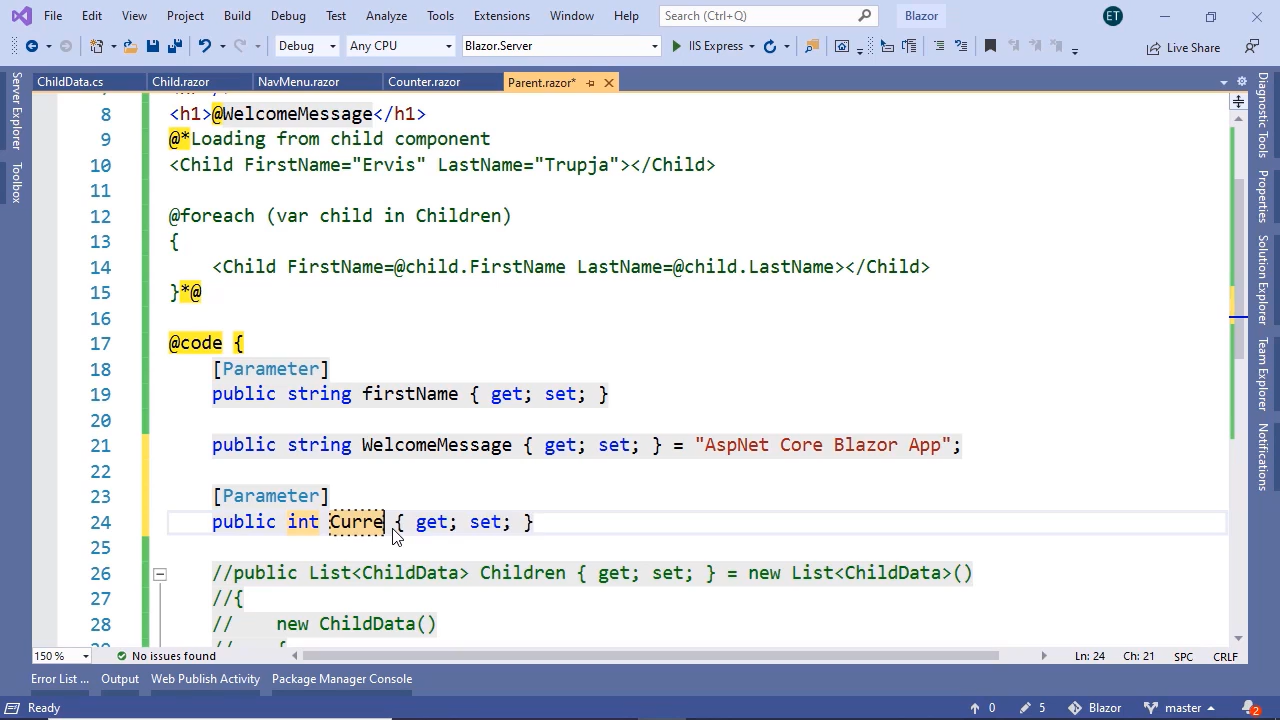 File Edit View Project Build Debug Test Analyze Tools Extensions Window Help Search (Ctrl+Q) Blazor ET
Debug Any CPU Blazor.Server IIS Express Live Share
ChildData.cs Child.razor NavMenu.razor Counter.razor Parent.razor*
Server Explorer
Toolbox
8 <h1>@WelcomeMessage</h1>
9 @*Loading from child component
10 <Child FirstName="Ervis" LastName="Trupja"></Child>
11
12 @foreach (var child in Children)
13 {
14 <Child FirstName=@child.FirstName LastName=@child.LastName></Child>
15 }*@
16
17 @code {
18 [Parameter]
19 public string firstName { get; set; }
20
21 public string WelcomeMessage { get; set; } = "AspNet Core Blazor App";
22
23 [Parameter]
24 public int Curre { get; set; }
25
26 //public List<ChildData> Children { get; set; } = new List<ChildData>()
27 //{
28 // new ChildData()
Diagnostic Tools
Properties
Solution Explorer
Team Explorer
Notifications
150 % No issues found Ln: 24 Ch: 21 SPC CRLF
Error List ... Output Web Publish Activity Package Manager Console
Ready 0 5 Blazor master 2